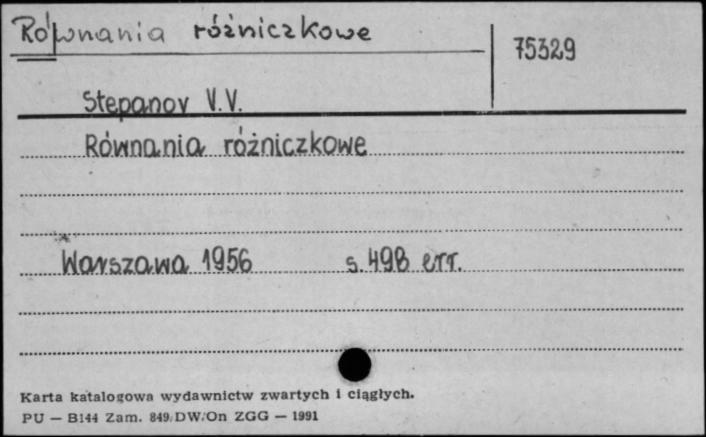 Równania różniczkowe
75329
Stepanov V.V.
Równania różniczkowe
Warszawa 1956 s. 498 err.
Karta katalogowa wydawnictw zwartych i ciągłych.
PU — B144 Zam. 849/DW/On ZGG — 1991